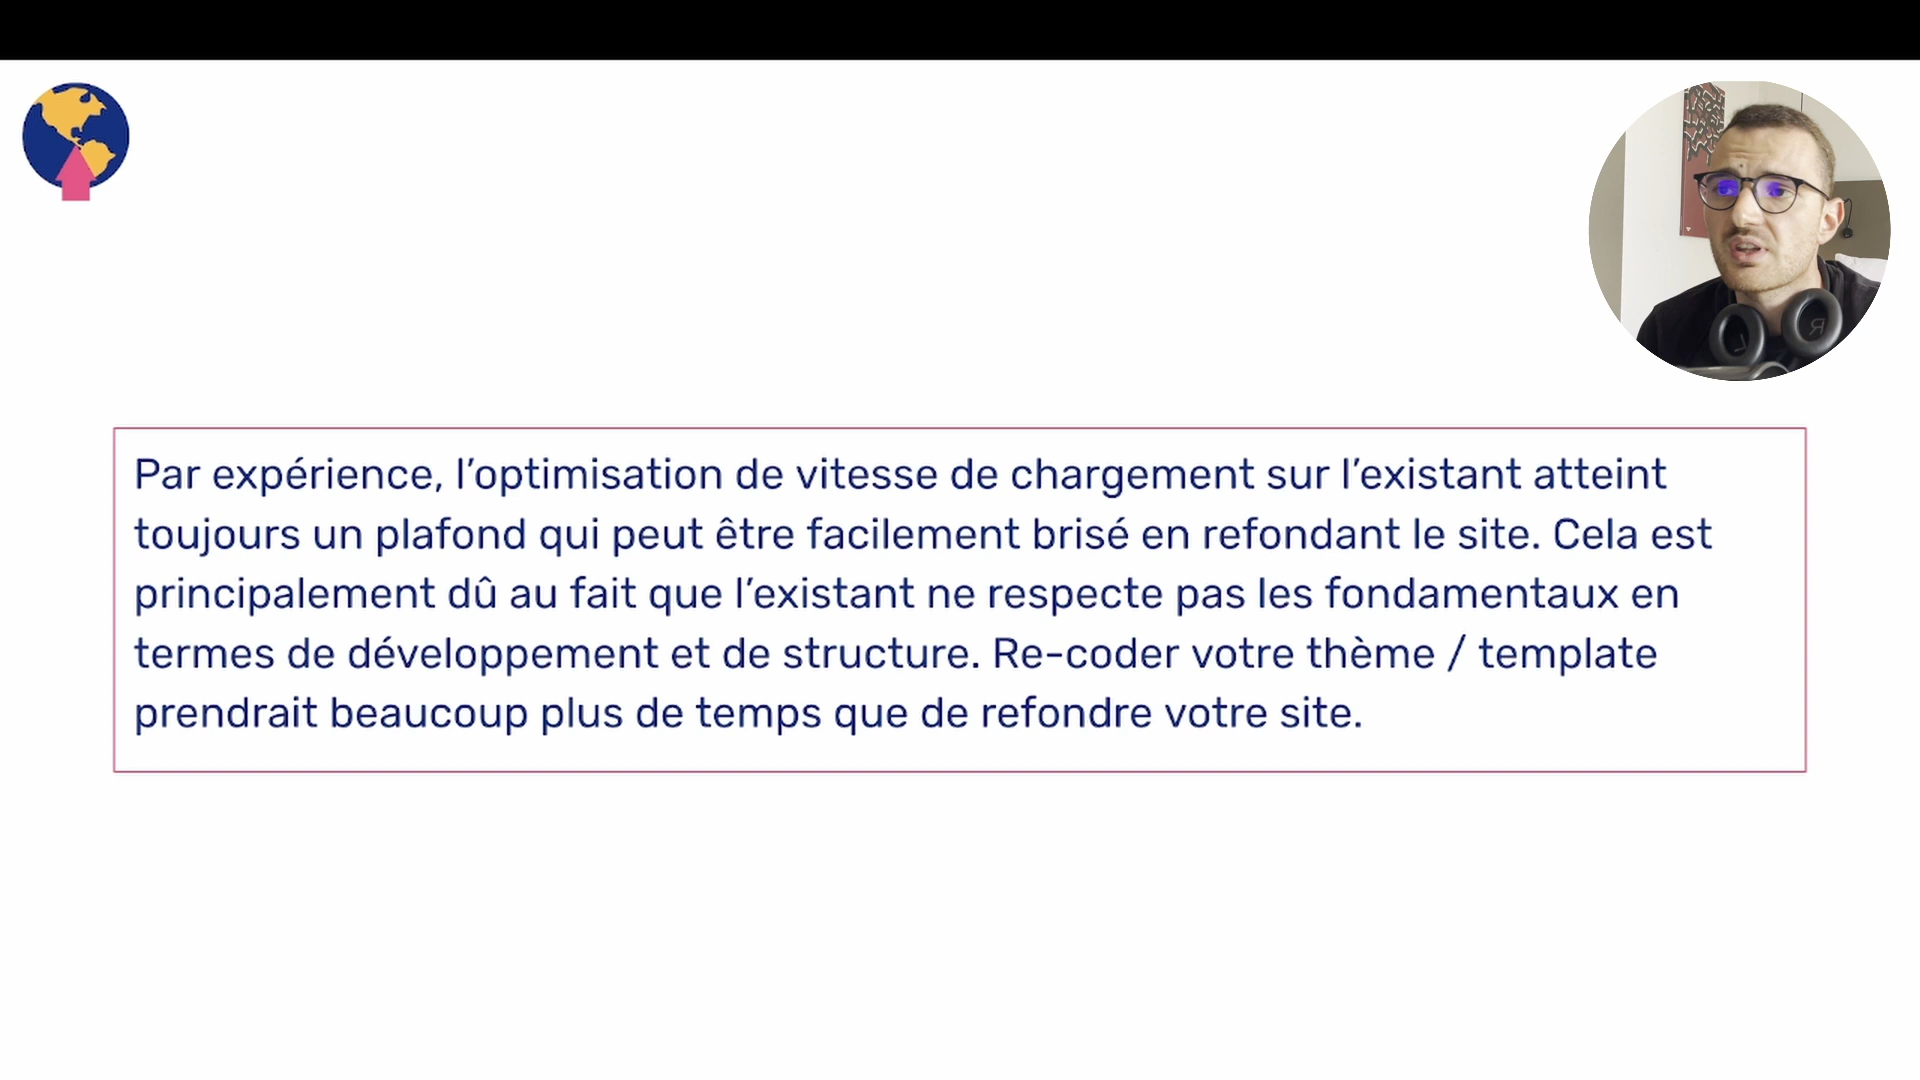 Par expérience, l’optimisation de vitesse de chargement sur l’existant atteint
toujours un plafond qui peut être facilement brisé en refondant le site. Cela est
principalement dû au fait que l’existant ne respecte pas les fondamentaux en
termes de développement et de structure. Re-coder votre thème / template
prendrait beaucoup plus de temps que de refondre votre site.